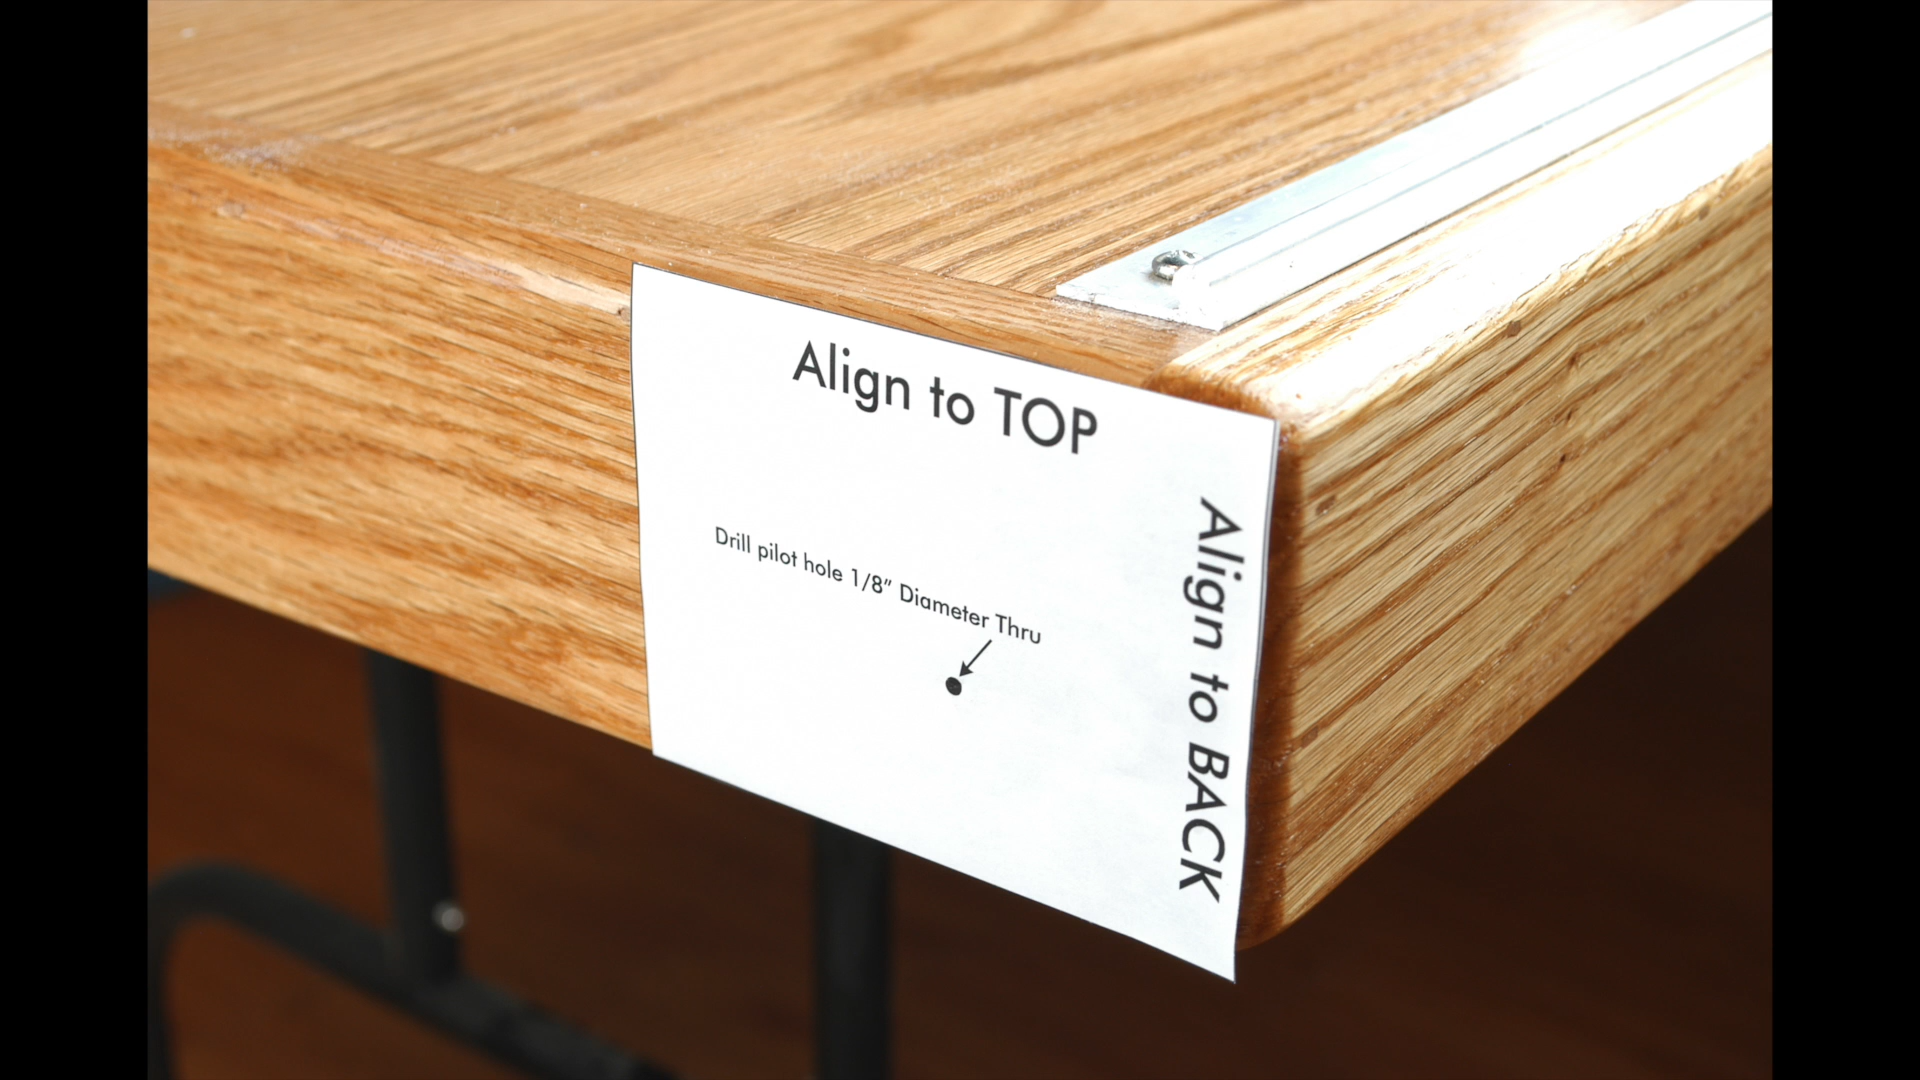 Align to TOP
Drill pilot hole 1/8” Diameter Thru
Align to BACK